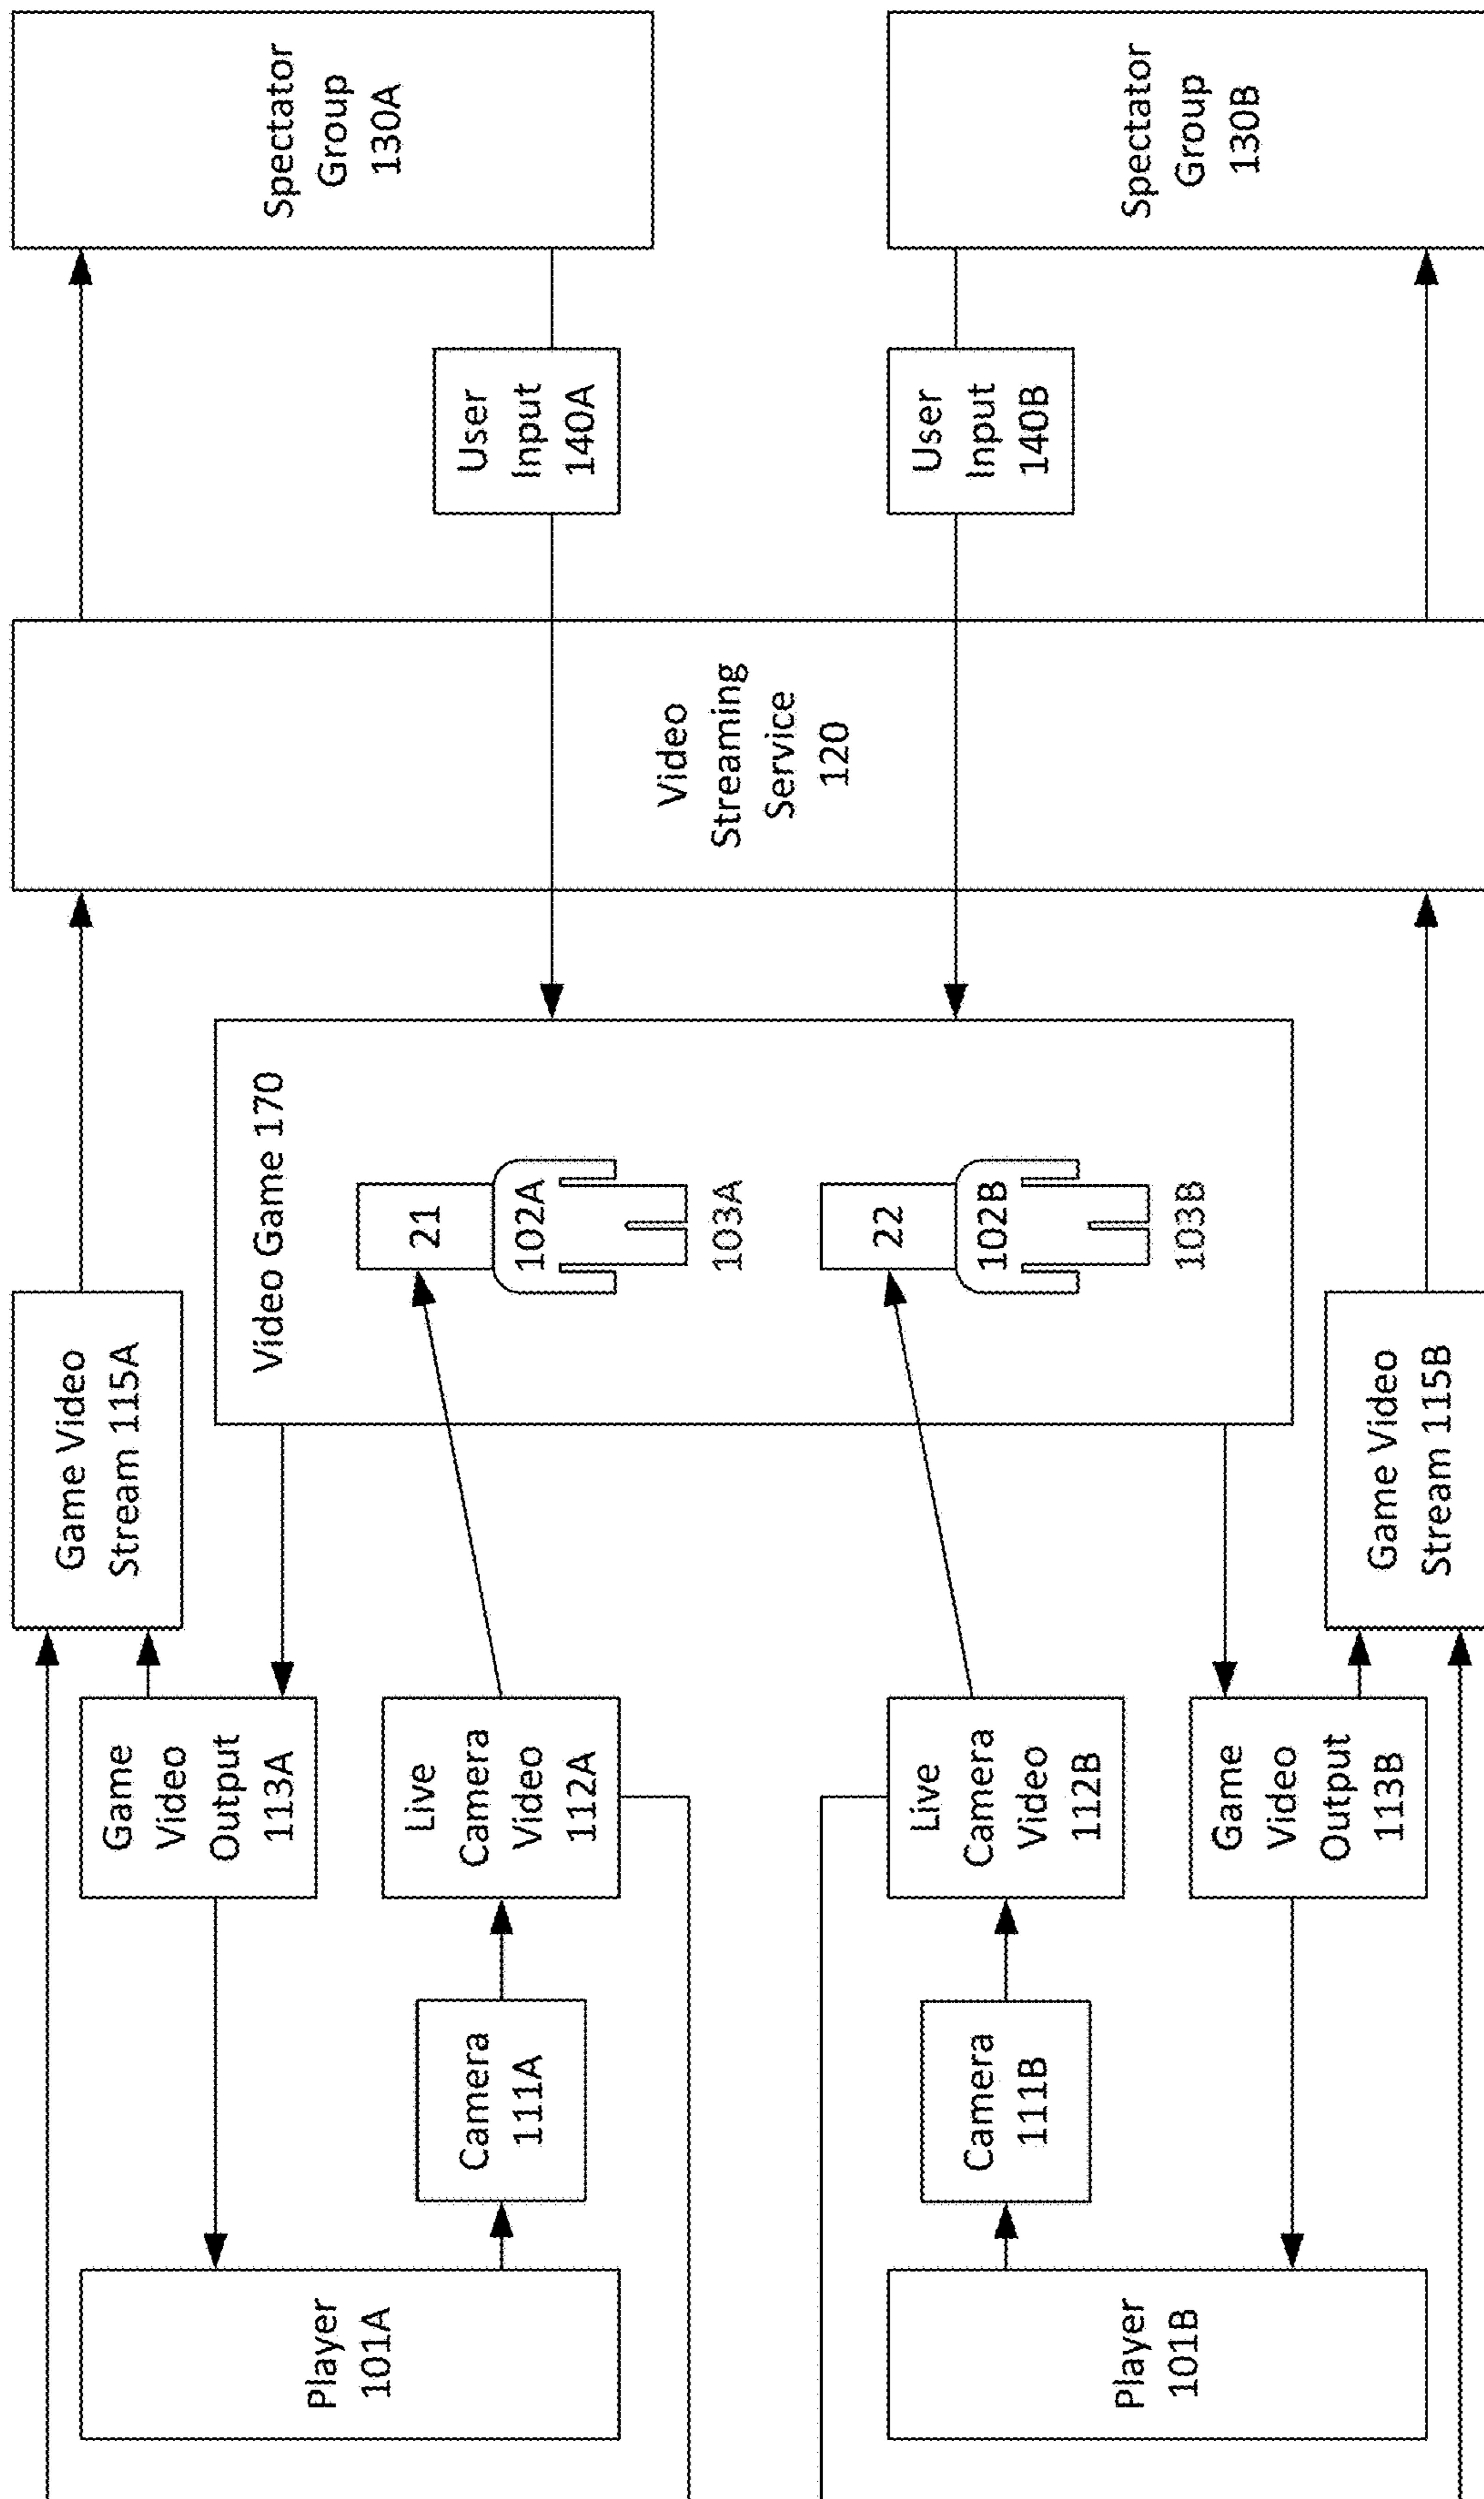 Player
101A
Camera
111A
Live
Camera
Video
112A
Game
Video
Output
113A
Game Video
Stream 115A
Video Game 170
21
102A
103A
22
102B
103B
Video
Streaming
Service
120
User
Input
140A
Spectator
Group
130A
Player
101B
Camera
111B
Live
Camera
Video
112B
Game
Video
Output
113B
Game Video
Stream 115B
User
Input
140B
Spectator
Group
130B